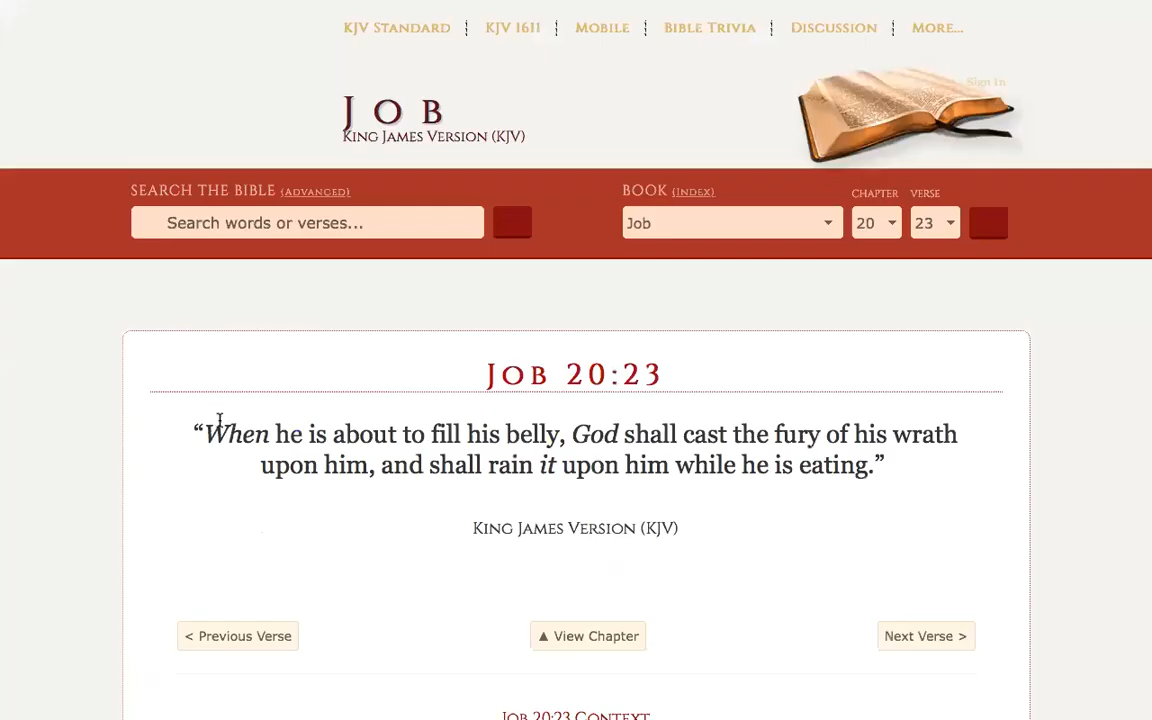 KJV Standard | KJV 1611 | Mobile | Bible Trivia | Discussion | More...
Sign In
Job
King James Version (KJV)
Search the Bible (Advanced)
Book (Index)
Chapter Verse
Search words or verses...
Job 20 23
Job 20:23
“When he is about to fill his belly, God shall cast the fury of his wrath
upon him, and shall rain it upon him while he is eating.”
King James Version (KJV)
< Previous Verse
▲ View Chapter
Next Verse >
Job 20:23 Context